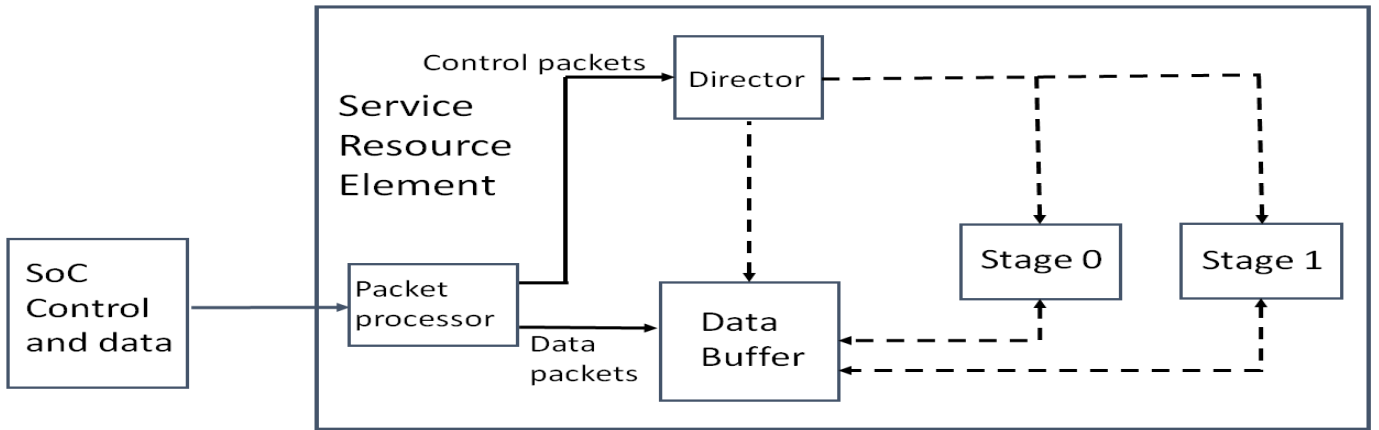 Control packets
Director
Service
Resource
Element
SoC
Control
and data
Packet
processor
Data
packets
Data
Buffer
Stage 0
Stage 1